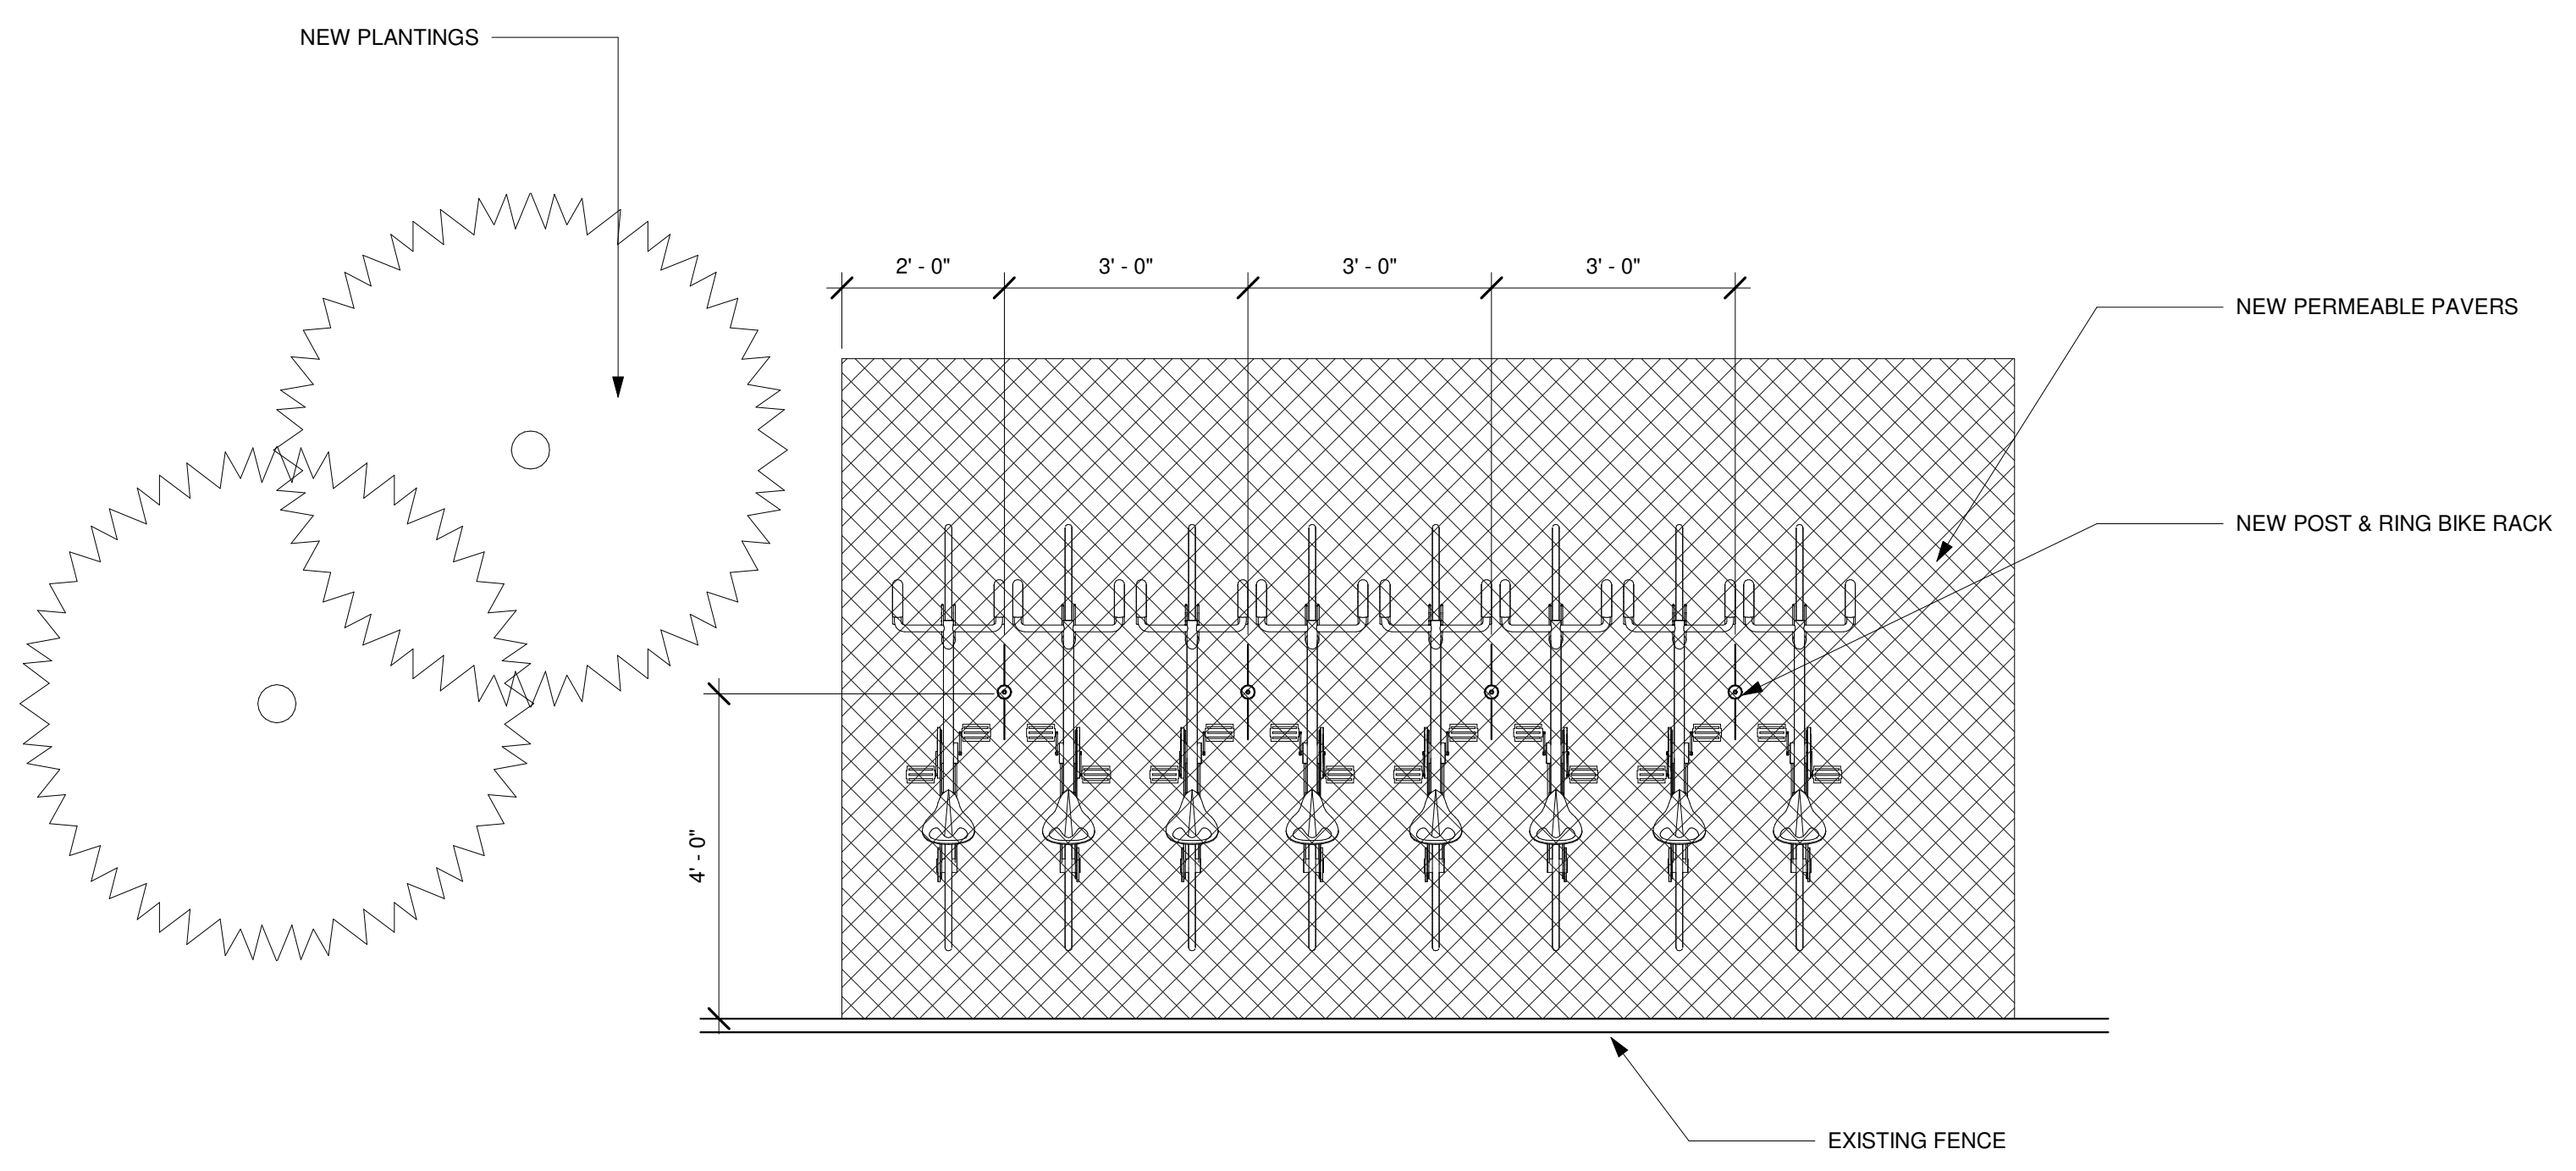 NEW PLANTINGS
2' - 0"
3' - 0"
3' - 0"
3' - 0"
NEW PERMEABLE PAVERS
NEW POST & RING BIKE RACK
4' - 0"
EXISTING FENCE